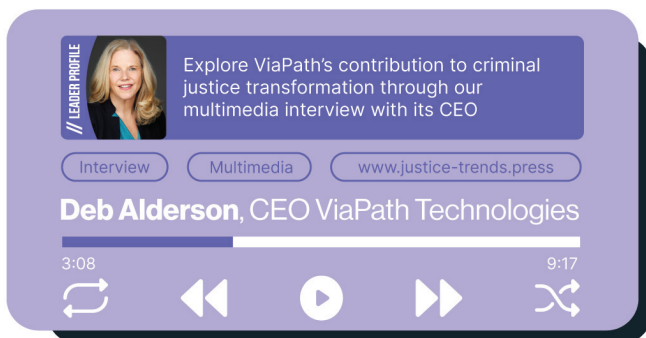 // LEADER PROFILE
Explore ViaPath's contribution to criminal
justice transformation through our
multimedia interview with its CEO
Interview
Multimedia
www.justice-trends.press
Deb Alderson, CEO ViaPath Technologies
3:08
9:17